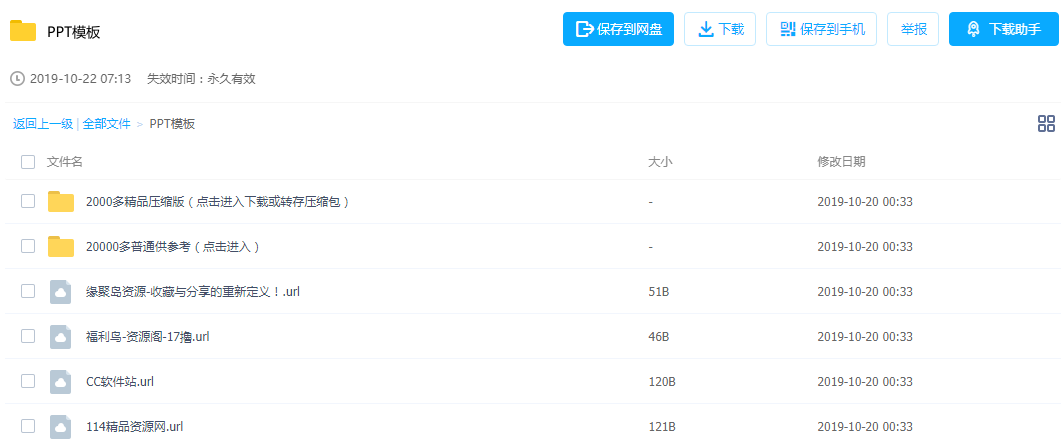 PPT模板 保存到网盘 下载 保存到手机 举报 下载助手
2019-10-22 07:13 失效时间：永久有效
返回上一级 | 全部文件 > PPT模板
文件名 大小 修改日期
2000多精品压缩版（点击进入下载或转存压缩包） - 2019-10-20 00:33
20000多普通供参考（点击进入） - 2019-10-20 00:33
缘聚岛资源-收藏与分享的重新定义！.url 51B 2019-10-20 00:33
福利鸟-资源阁-17撸.url 46B 2019-10-20 00:33
CC软件站.url 120B 2019-10-20 00:33
114精品资源网.url 121B 2019-10-20 00:33